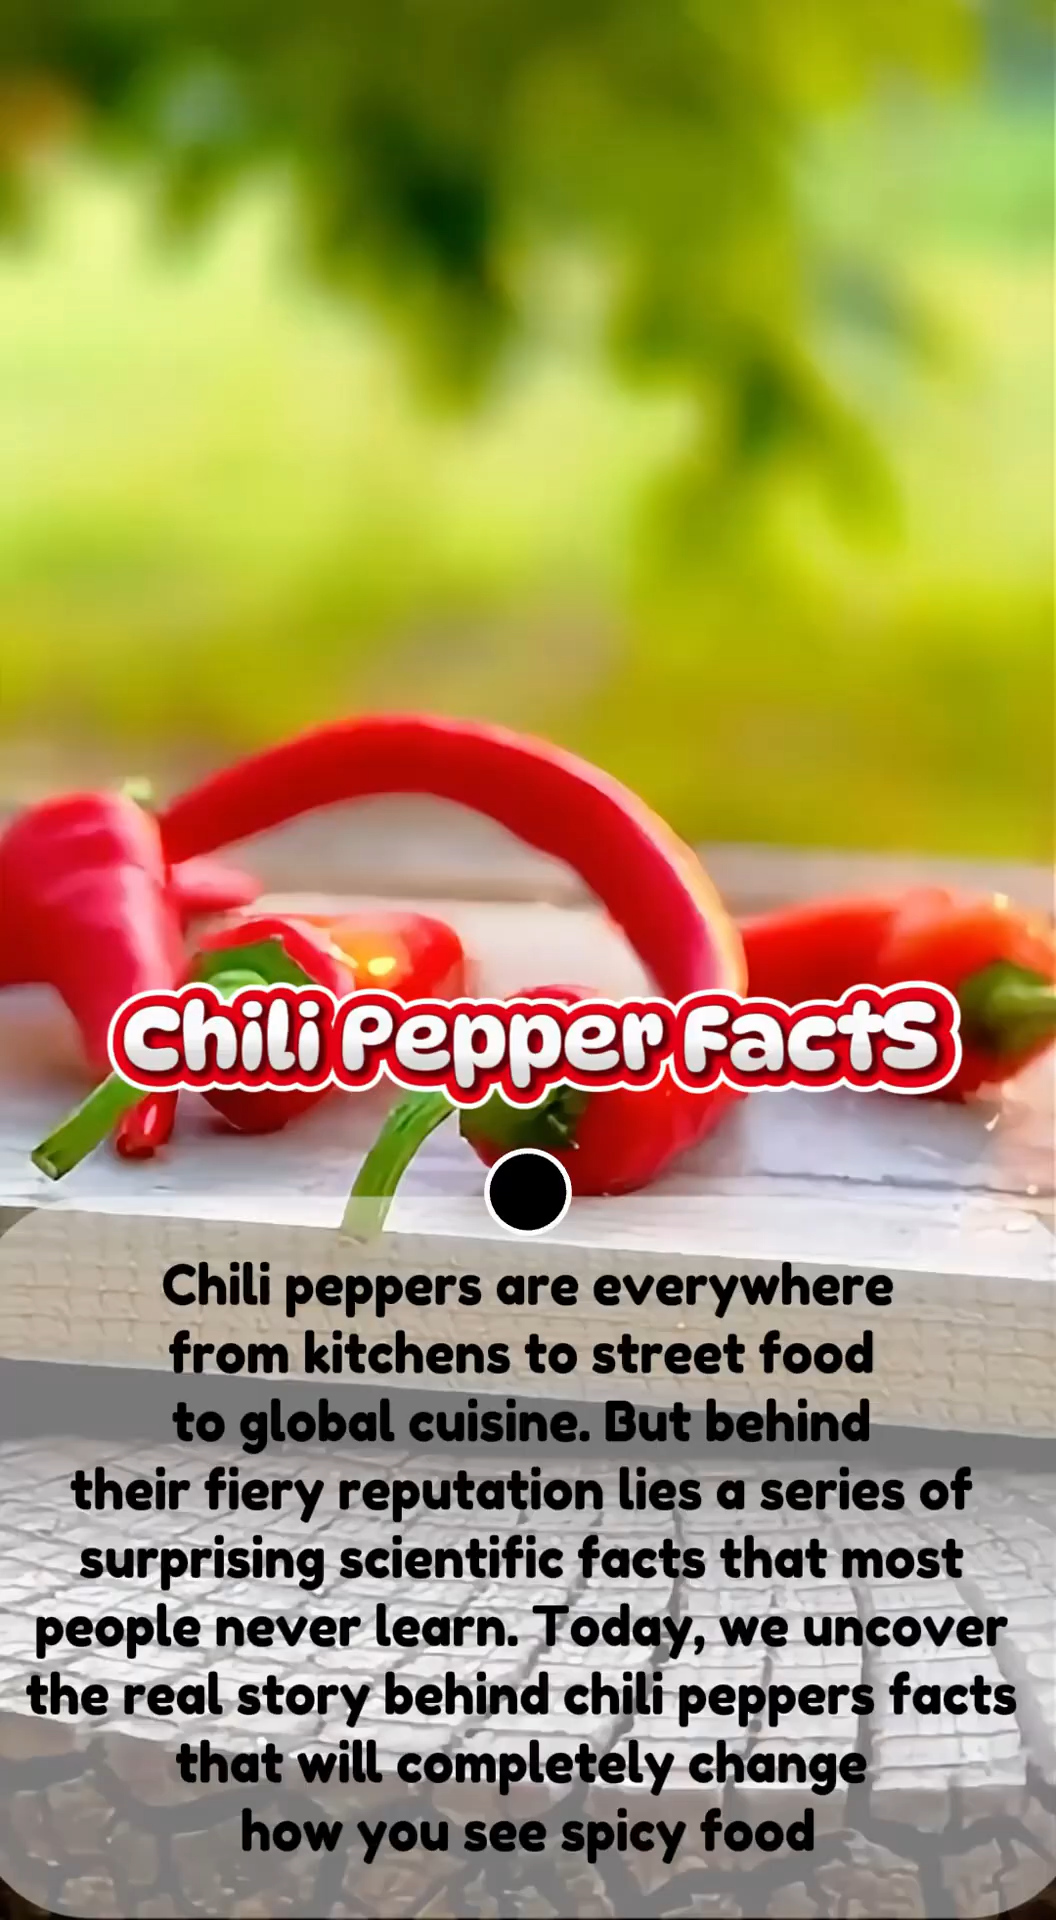 Chili Pepper Facts
Chili peppers are everywhere
from kitchens to street food
to global cuisine. But behind
their fiery reputation lies a series of
surprising scientific facts that most
people never learn. Today, we uncover
the real story behind chili peppers facts
that will completely change
how you see spicy food